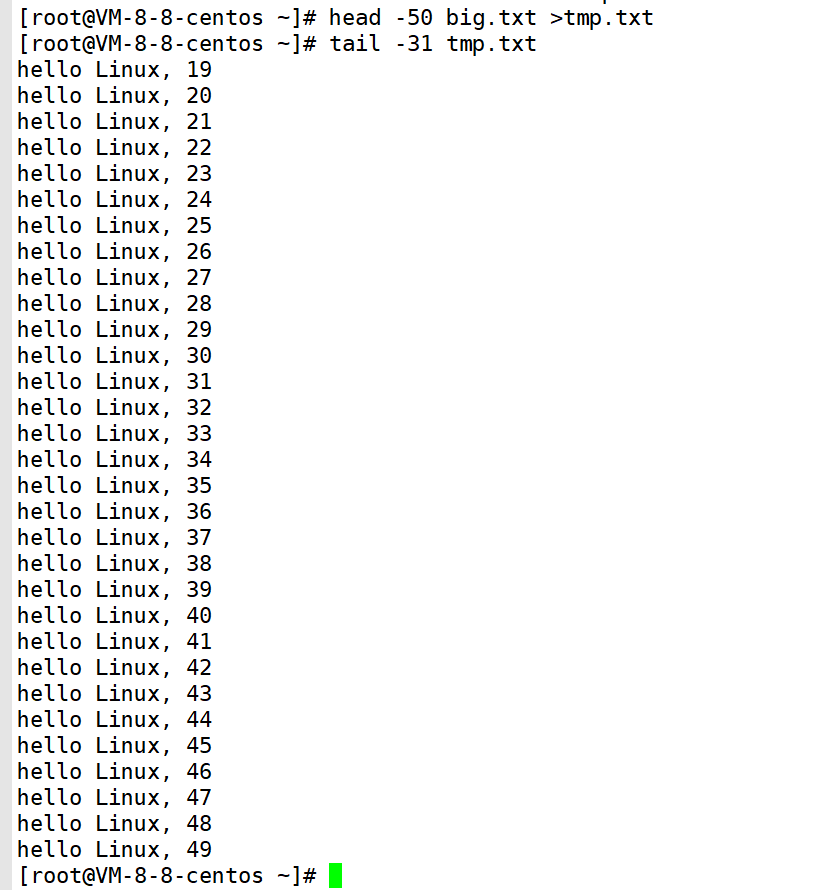 [root@VM-8-8-centos ~]# head -50 big.txt >tmp.txt
[root@VM-8-8-centos ~]# tail -31 tmp.txt
hello Linux, 19
hello Linux, 20
hello Linux, 21
hello Linux, 22
hello Linux, 23
hello Linux, 24
hello Linux, 25
hello Linux, 26
hello Linux, 27
hello Linux, 28
hello Linux, 29
hello Linux, 30
hello Linux, 31
hello Linux, 32
hello Linux, 33
hello Linux, 34
hello Linux, 35
hello Linux, 36
hello Linux, 37
hello Linux, 38
hello Linux, 39
hello Linux, 40
hello Linux, 41
hello Linux, 42
hello Linux, 43
hello Linux, 44
hello Linux, 45
hello Linux, 46
hello Linux, 47
hello Linux, 48
hello Linux, 49
[root@VM-8-8-centos ~]#